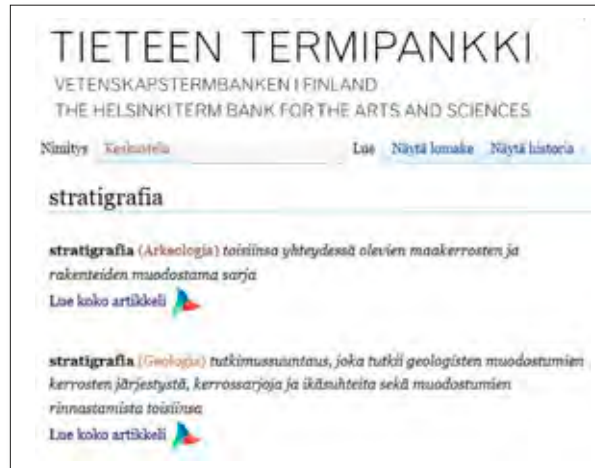 TIETEEN TERMIPANKKI
VETENSKAPSTERMBANKEN I FINLAND
THE HELSINKI TERM BANK FOR THE ARTS AND SCIENCES
Nimitys Keskustelu Lue Näytä lomake Näytä historia
stratigrafia
stratigrafia (Arkeologia) toisiinsa yhteydessä olevien maakerrosten ja
rakenteiden muodostama sarja
Lue koko artikkeli
stratigrafia (Geologia) tutkimussuuntaus, joka tutkii geologisten muodostumien
kerrosten järjestystä, kerrossarjoja ja ikäsuhteita sekä muodostumien
rinnastamista toisiinsa
Lue koko artikkeli